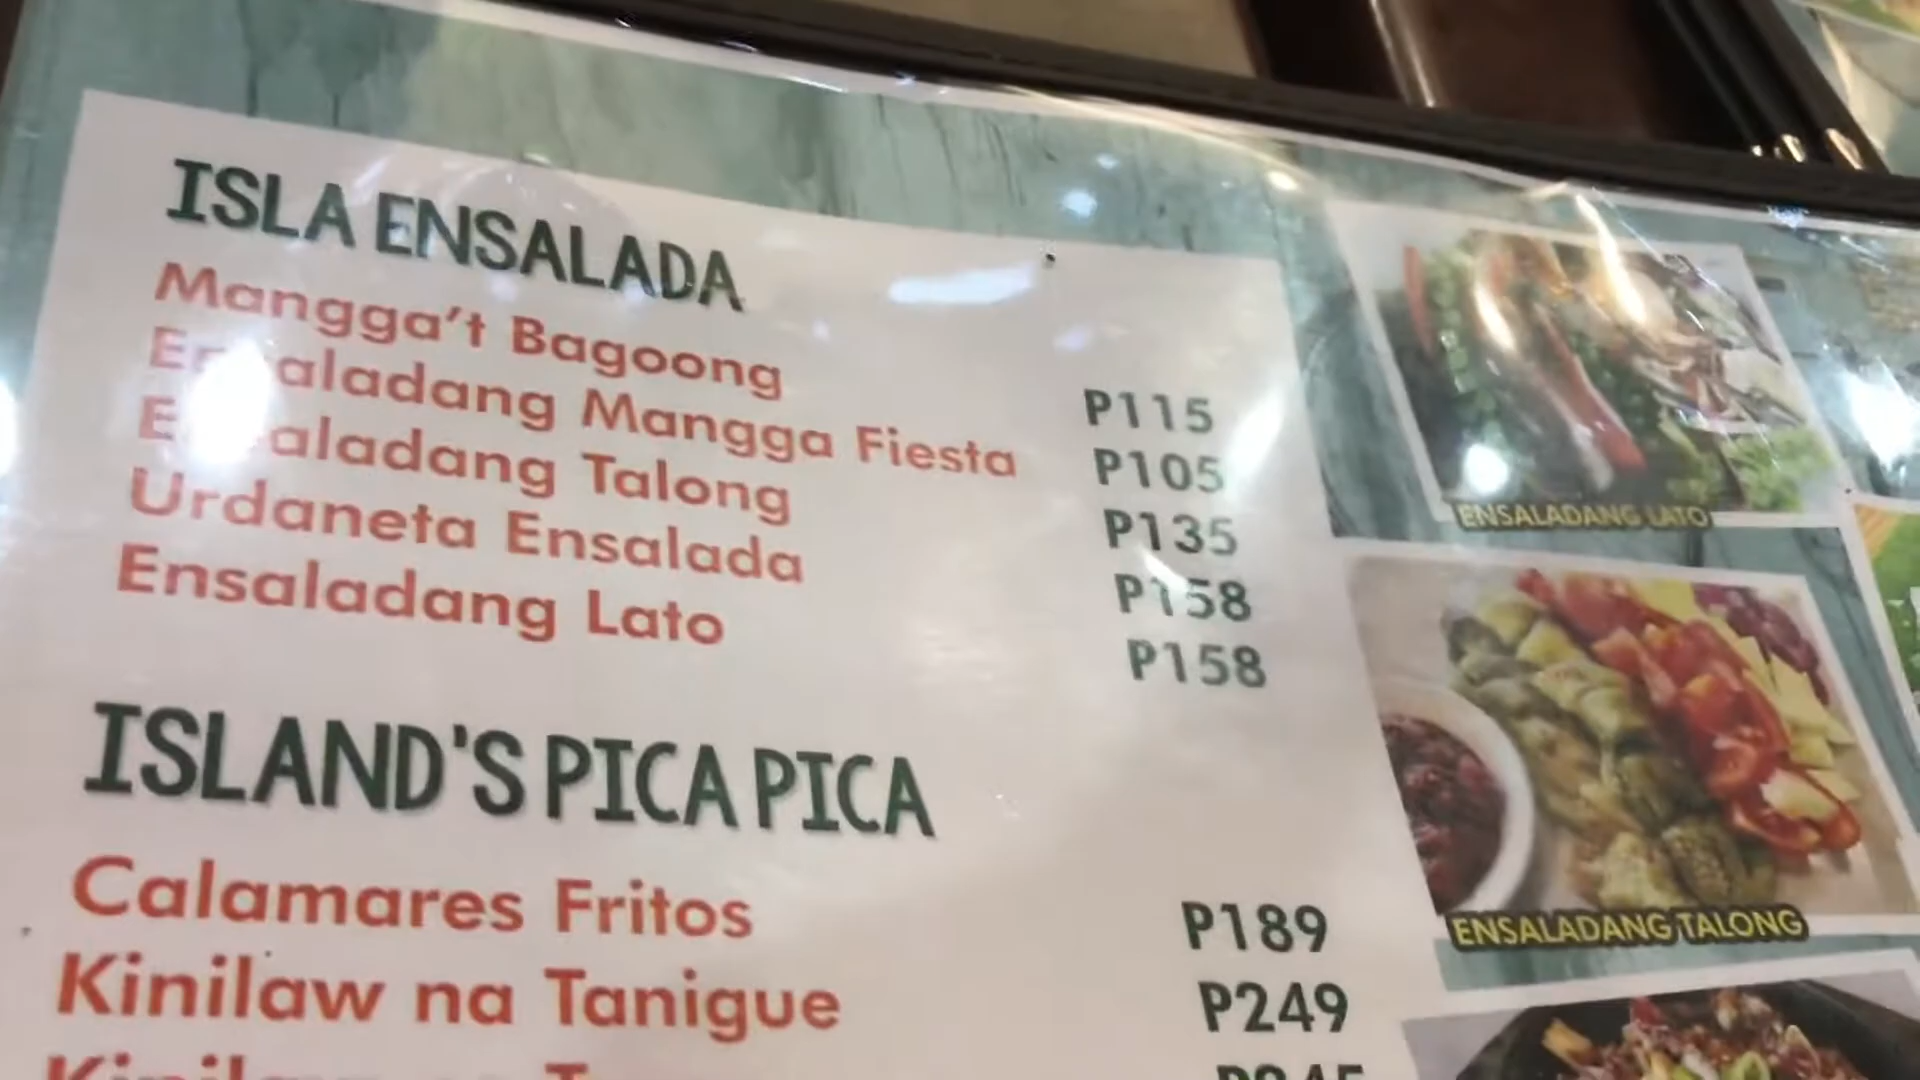 ISLA ENSALADA
Mangga't Bagoong P115
Ensaladang Mangga Fiesta P105
Ensaladang Talong P135
Urdaneta Ensalada P158
Ensaladang Lato P158
ISLAND'S PICA PICA
Calamares Fritos P189
Kinilaw na Tanigue P249
Kinilaw
ENSALADANG LATO
ENSALADANG TALONG